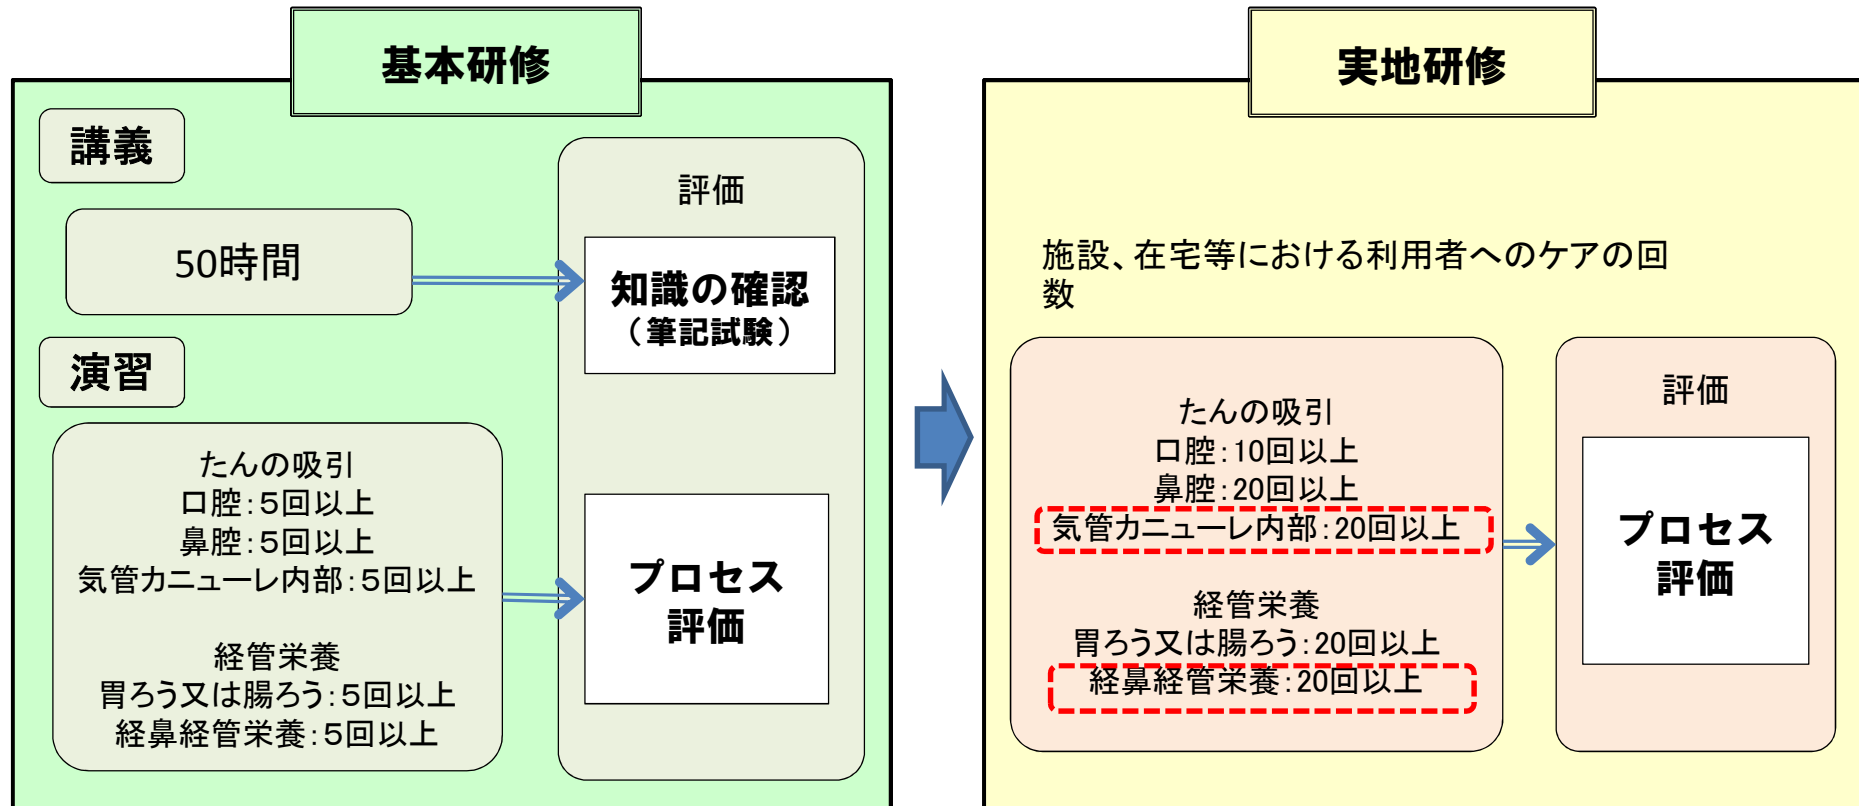 基本研修
講義
50時間
演習
たんの吸引
口腔：５回以上
鼻腔：５回以上
気管カニューレ内部：５回以上
経管栄養
胃ろう又は腸ろう：５回以上
経鼻経管栄養：５回以上
評価
知識の確認
（筆記試験）
プロセス
評価
実地研修
施設、在宅等における利用者へのケアの回
数
たんの吸引
口腔：10回以上
鼻腔：20回以上
気管カニューレ内部：20回以上
経管栄養
胃ろう又は腸ろう：20回以上
経鼻経管栄養：20回以上
評価
プロセス
評価